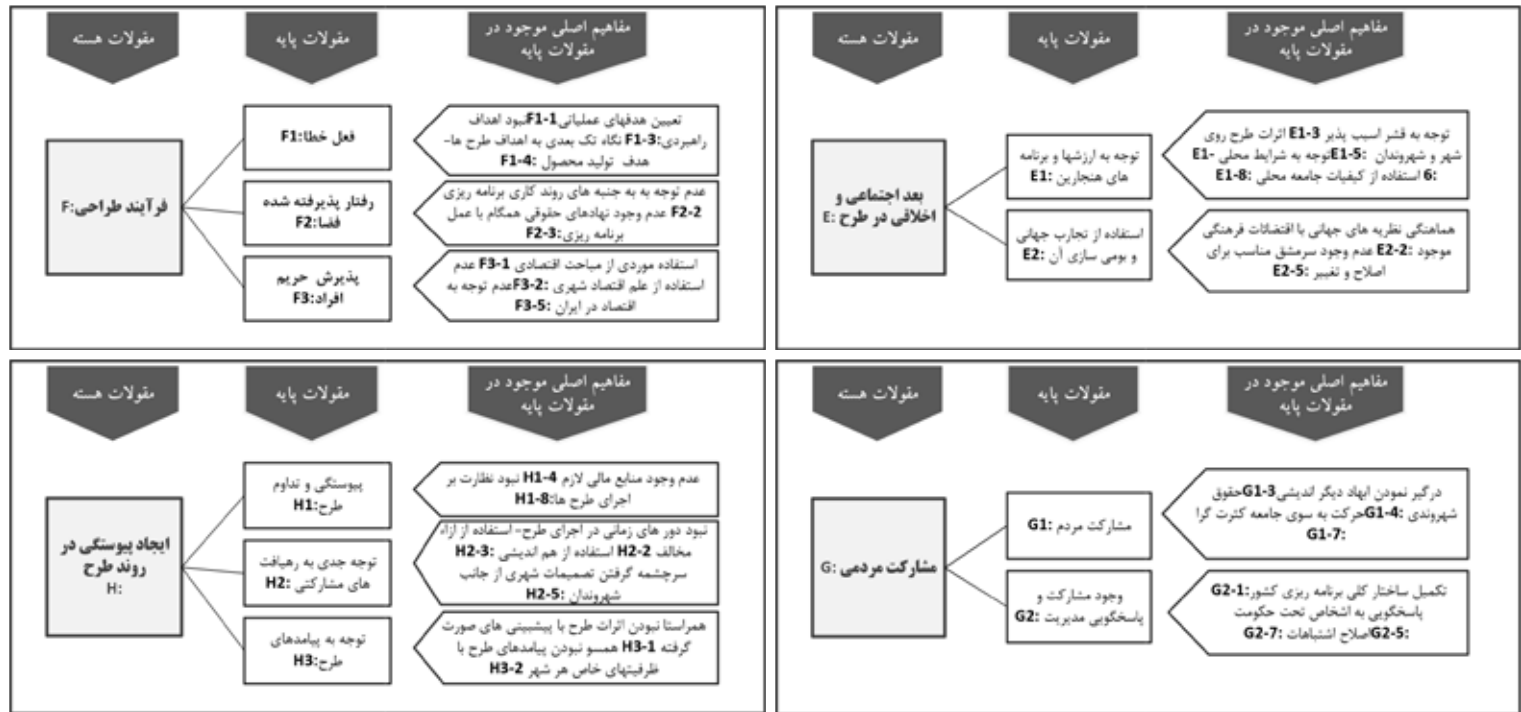 مفاهیم اصلی موجود در
مقولات پایه
مقولات پایه
مقولات هسته
توجه به قشر اسیب پذیر E1-3 اثرات طرح روی
شهر و شهروندان :E1-5توجه به شرایط محلی -E1
6: استفاده از کیفیات جامعه محلی :E1-8
هماهنگی نظریه های جهانی با اقتضائات فرهنگی
موجود :E2-2 عدم وجود سرمشق مناسب برای
اصلاح و تغییر :E2-5
توجه به ارزشها و برنامه
های هنجارین :E1
استفاده از تجارب جهانی
و بومی سازی آن :E2
بعد اجتماعی و
اخلاقی در طرح :E
مفاهیم اصلی موجود در
مقولات پایه
مقولات پایه
مقولات هسته
تعیین هدفهای عملیاتیF1-1نبود اهداف
راهبردی:F1-3 نگاه تک بعدی به اهداف طرح ها-
هدف تولید محصول :F1-4
عدم توجه به به جنبه های روند کاری برنامه ریزی
F2-2 عدم وجود نهادهای حقوقی همگام با عمل
برنامه ریزی:F2-3
استفاده موردی از مباحث اقتصادی F3-1 عدم
استفاده از علم اقتصاد شهری :F3-2عدم توجه به
اقتصاد در ایران :F3-5
فعل خطا:F1
رفتار پذیرفته شده
فضا:F2
پذیرش حریم
افراد:F3
فرآیند طراحی:F
مفاهیم اصلی موجود در
مقولات پایه
مقولات پایه
مقولات هسته
درگیر نمودن ابهاد دیگر اندیشیG1-3حقوق
شهروندی :G1-4حرکت به سوی جامعه کثرت گرا
:G1-7
تکمیل ساختار کلی برنامه ریزی کشور:G2-1
پاسخگویی به اشخاص تحت حکومت
:G2-5اصلاح اشتباهات :G2-7
مشارکت مردم :G1
وجود مشارکت و
پاسخگویی مدیریت :G2
مشارکت مردمی :G
مفاهیم اصلی موجود در
مقولات پایه
مقولات پایه
مقولات هسته
عدم وجود منابع مالی لازم H1-4 نبود نظارت بر
اجرای طرح ها:H1-8
نبود دور های زمانی در اجرای طرح- استفاده از ازاء
مخالف H2-2 استفاده از هم اندیشی :H2-3
سرچشمه گرفتن تصمیمات شهری از جانب
شهروندان :H2-5
همراستا نبودن اثرات طرح با پیشبینی های صورت
گرفته H3-1 همسو نبودن پیامدهای طرح با
ظرفیتهای خاص هر شهر H3-2
پیوستگی و تداوم
طرح:H1
توجه جدی به رهیافت
های مشارکتی :H2
توجه به پیامدهای
طرح:H3
ایجاد پیوستگی در
روند طرح
:H